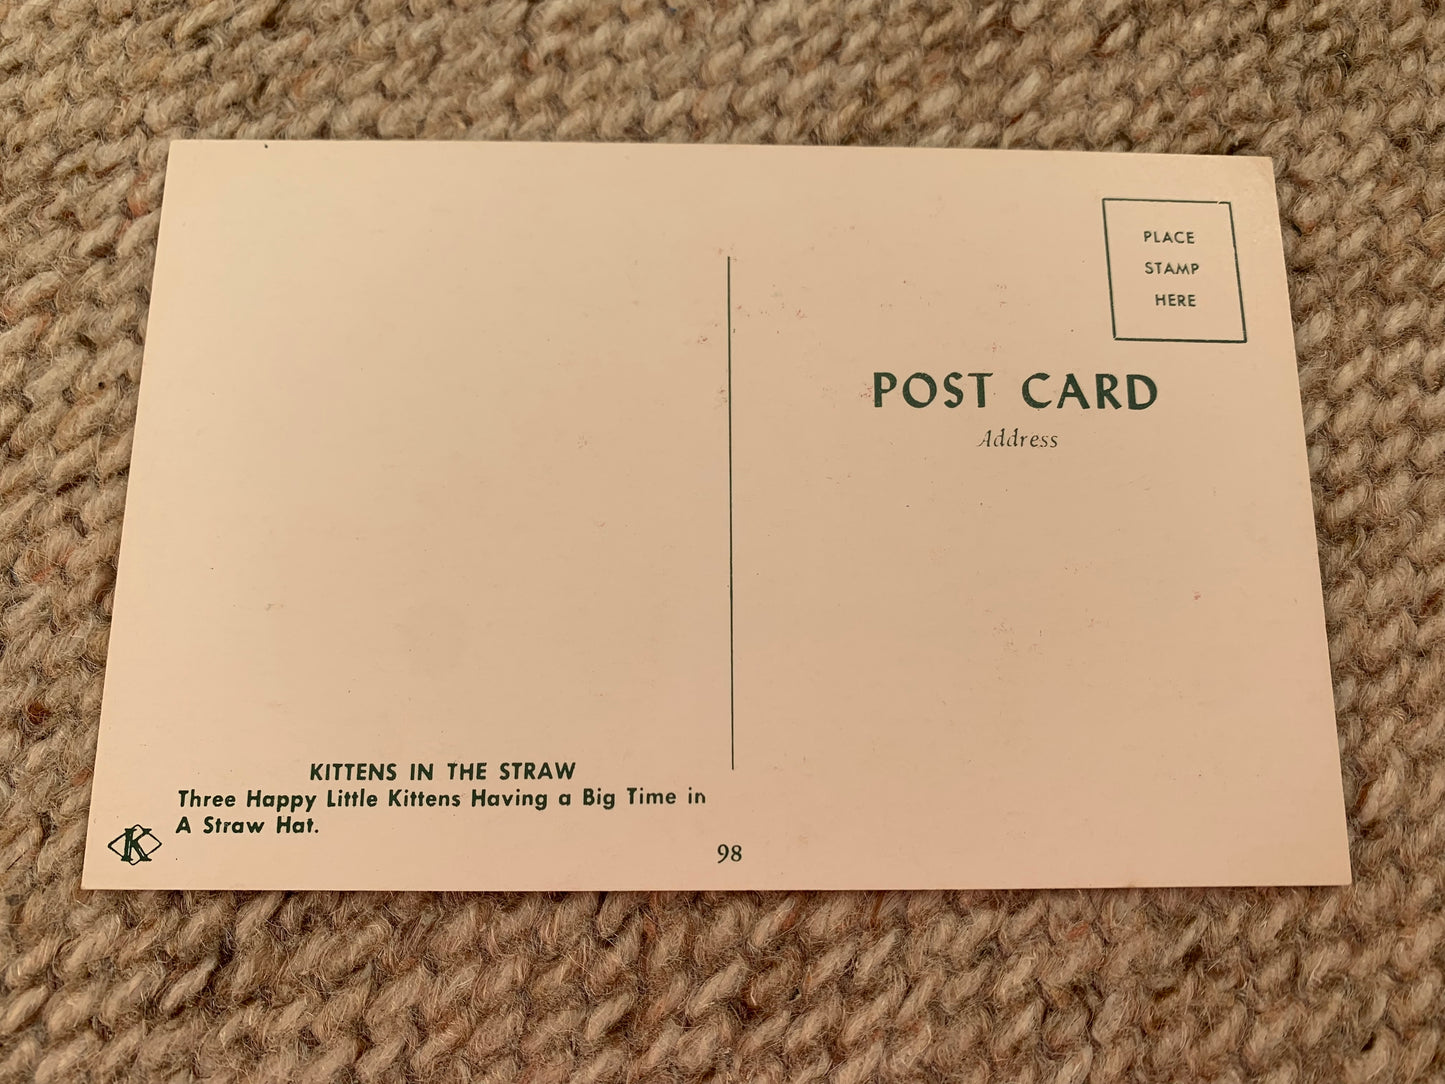 PLACE
STAMP
HERE
POST CARD
Address
KITTENS IN THE STRAW
Three Happy Little Kittens Having a Big Time in
A Straw Hat.
K
98